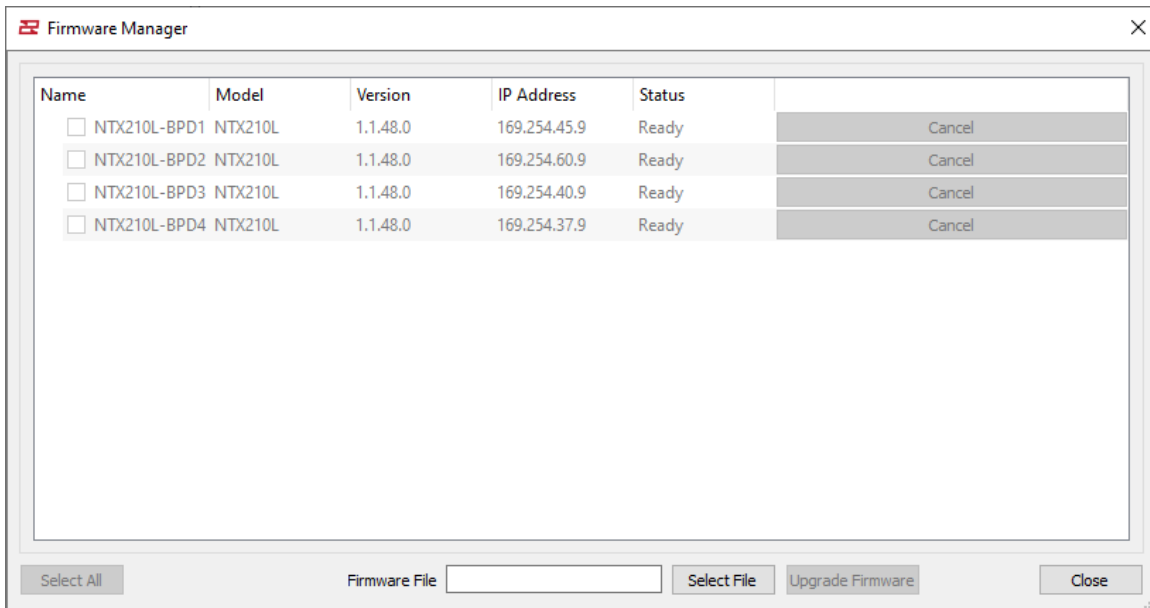 Firmware Manager
Name Model Version IP Address Status
NTX210L-BPD1 NTX210L 1.1.48.0 169.254.45.9 Ready Cancel
NTX210L-BPD2 NTX210L 1.1.48.0 169.254.60.9 Ready Cancel
NTX210L-BPD3 NTX210L 1.1.48.0 169.254.40.9 Ready Cancel
NTX210L-BPD4 NTX210L 1.1.48.0 169.254.37.9 Ready Cancel
Select All Firmware File Select File Upgrade Firmware Close